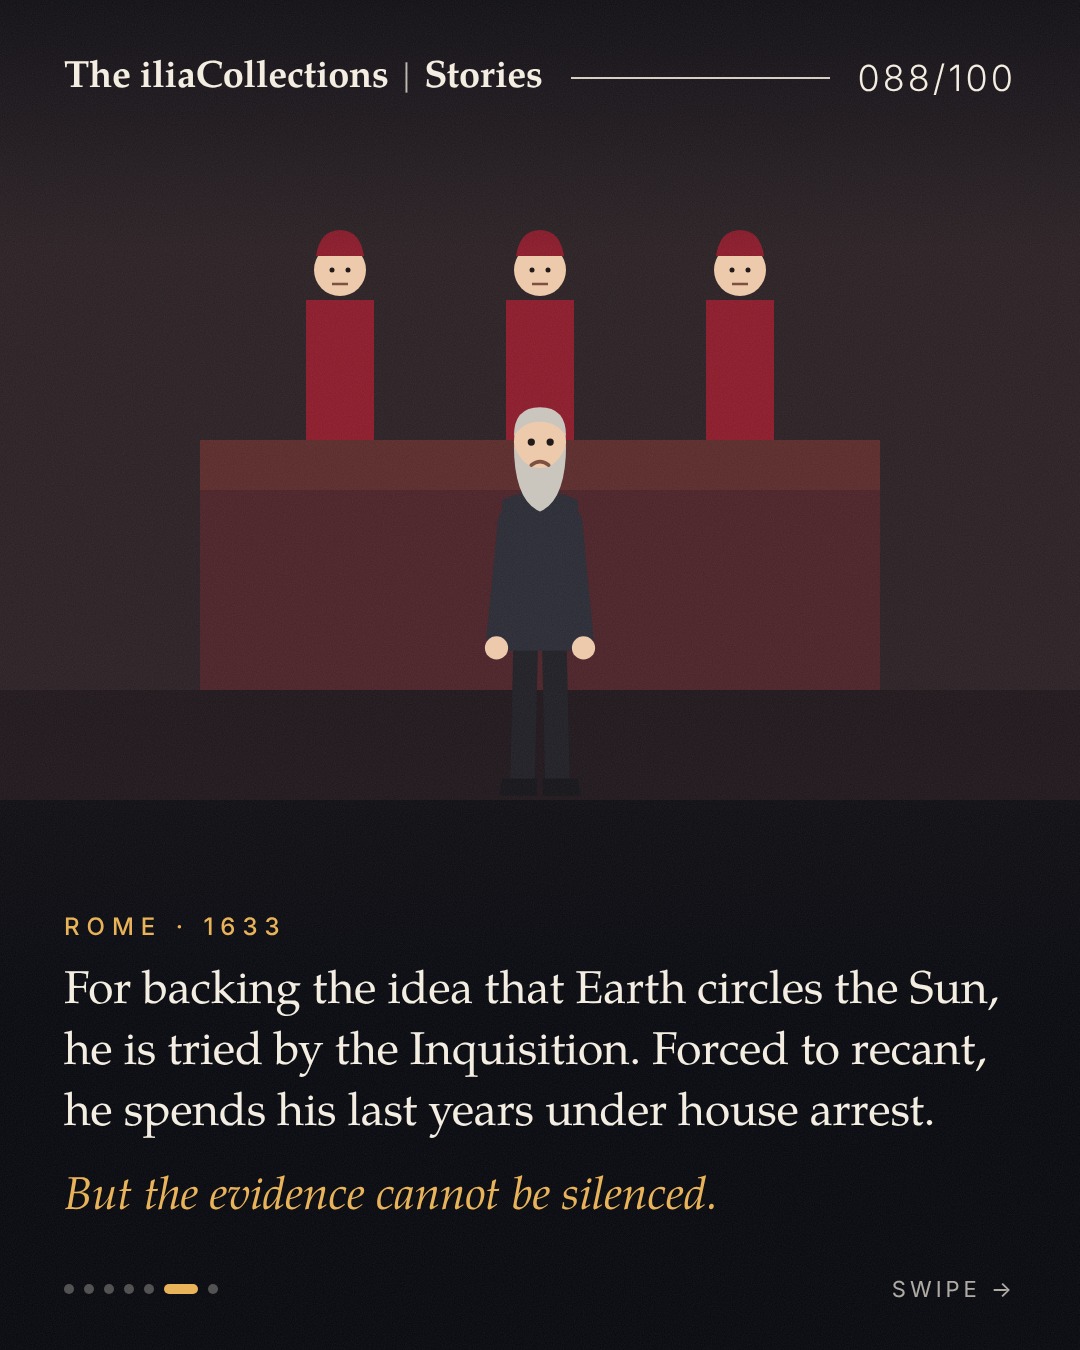 The iliaCollections | Stories 088/100
ROME · 1633
For backing the idea that Earth circles the Sun,
he is tried by the Inquisition. Forced to recant,
he spends his last years under house arrest.
But the evidence cannot be silenced.
SWIPE →